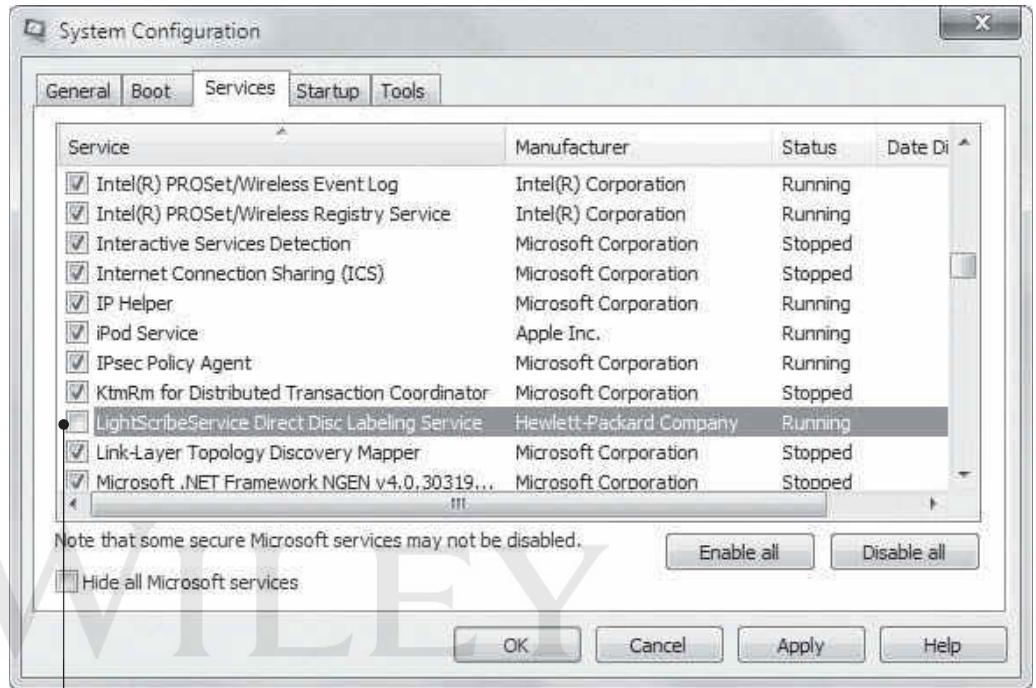 System Configuration
General Boot Services Startup Tools
Service Manufacturer Status Date Di
Intel(R) PROSet/Wireless Event Log Intel(R) Corporation Running
Intel(R) PROSet/Wireless Registry Service Intel(R) Corporation Running
Interactive Services Detection Microsoft Corporation Stopped
Internet Connection Sharing (ICS) Microsoft Corporation Stopped
IP Helper Microsoft Corporation Running
iPod Service Apple Inc. Running
IPsec Policy Agent Microsoft Corporation Running
KtmRm for Distributed Transaction Coordinator Microsoft Corporation Stopped
LightScribeService Direct Disc Labeling Service Hewlett-Packard Company Running
Link-Layer Topology Discovery Mapper Microsoft Corporation Stopped
Microsoft .NET Framework NGEN v4.0.30319... Microsoft Corporation Stopped
Note that some secure Microsoft services may not be disabled.
Enable all Disable all
Hide all Microsoft services
WILEY
OK Cancel Apply Help